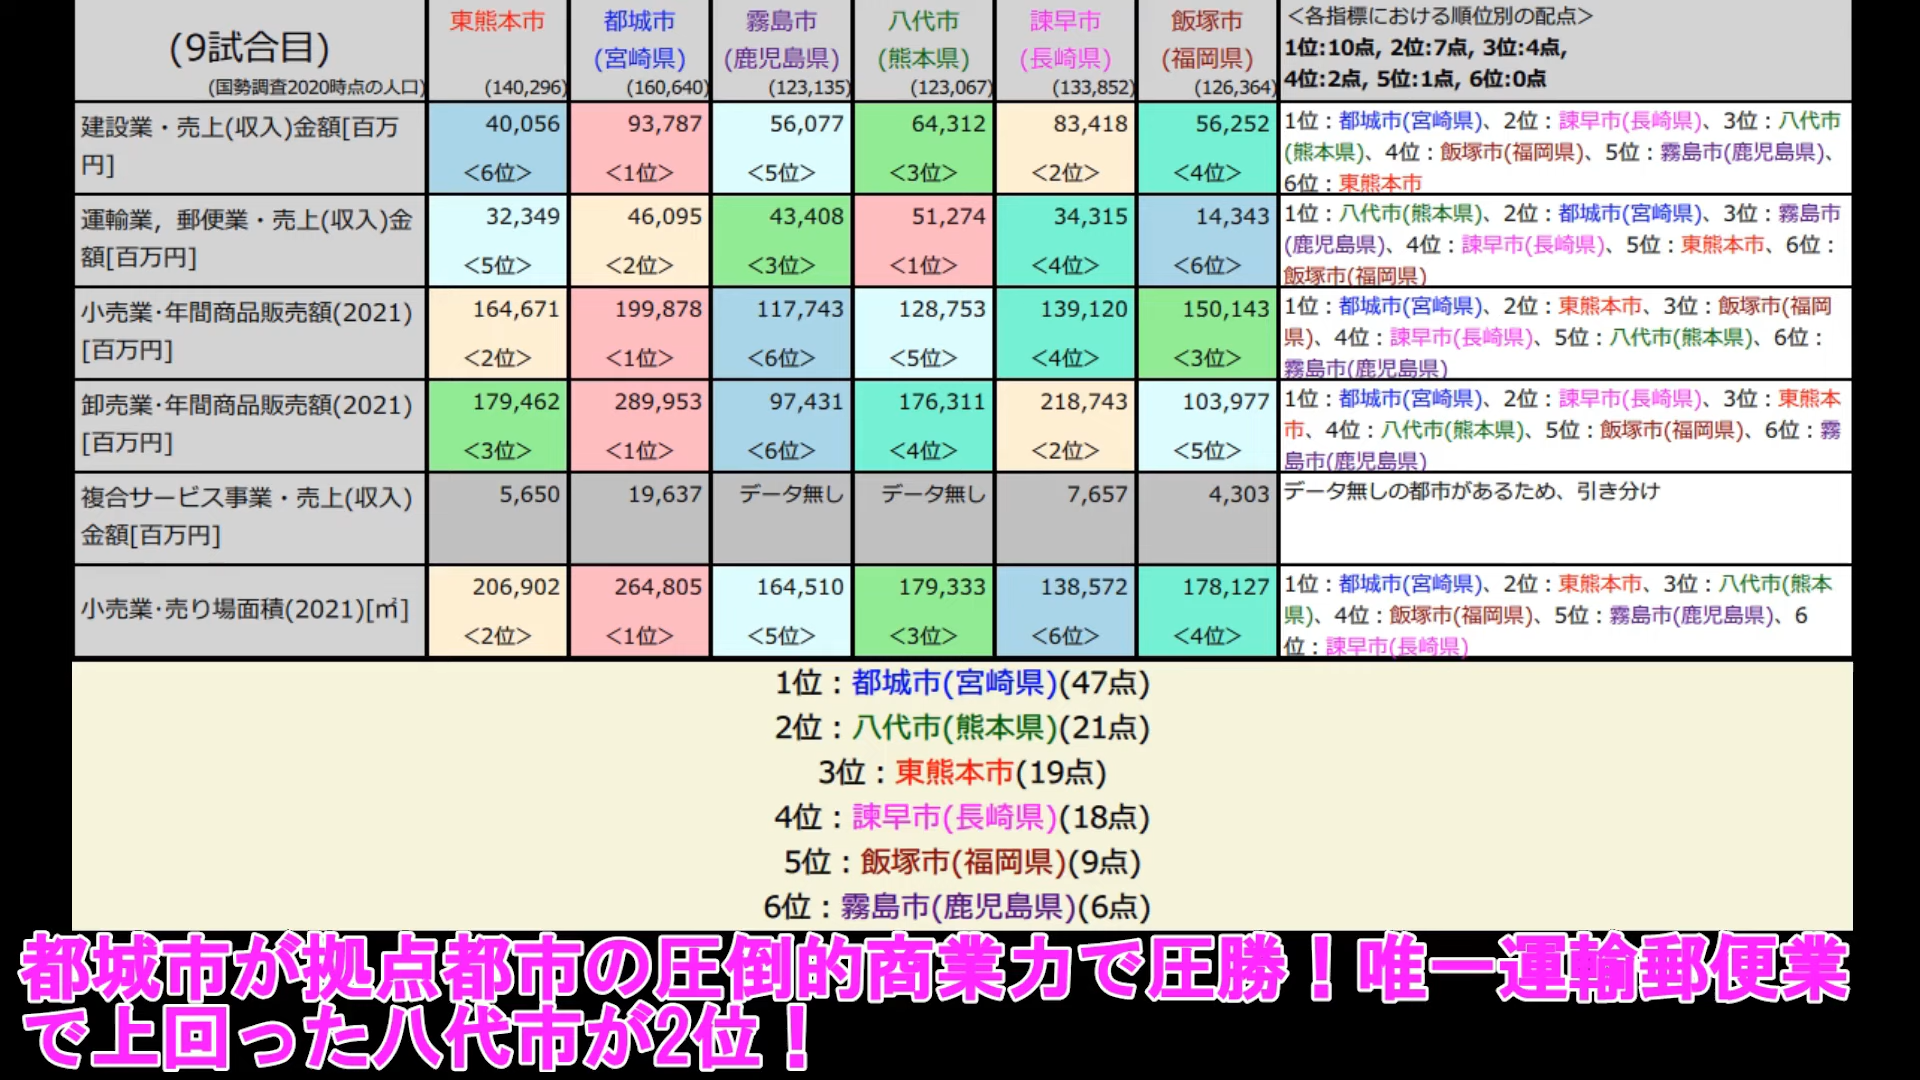 (9試合目)
(国勢調査2020時点の人口)
東熊本市
(140,296)
都城市
(宮崎県)
(160,640)
霧島市
(鹿児島県)
(123,135)
八代市
(熊本県)
(123,067)
諫早市
(長崎県)
(133,852)
飯塚市
(福岡県)
(126,364)
＜各指標における順位別の配点＞
1位:10点, 2位:7点, 3位:4点,
4位:2点, 5位:1点, 6位:0点
建設業・売上(収入)金額[百万
円]
40,056
<6位>
93,787
<1位>
56,077
<5位>
64,312
<3位>
83,418
<2位>
56,252
<4位>
1位：都城市(宮崎県)、2位：諫早市(長崎県)、3位：八代市
(熊本県)、4位：飯塚市(福岡県)、5位：霧島市(鹿児島県)、
6位：東熊本市
運輸業，郵便業・売上(収入)金
額[百万円]
32,349
<5位>
46,095
<2位>
43,408
<3位>
51,274
<1位>
34,315
<4位>
14,343
<6位>
1位：八代市(熊本県)、2位：都城市(宮崎県)、3位：霧島市
(鹿児島県)、4位：諫早市(長崎県)、5位：東熊本市、6位：
飯塚市(福岡県)
小売業･年間商品販売額(2021)
[百万円]
164,671
<2位>
199,878
<1位>
117,743
<6位>
128,753
<5位>
139,120
<4位>
150,143
<3位>
1位：都城市(宮崎県)、2位：東熊本市、3位：飯塚市(福岡
県)、4位：諫早市(長崎県)、5位：八代市(熊本県)、6位：
霧島市(鹿児島県)
卸売業･年間商品販売額(2021)
[百万円]
179,462
<3位>
289,953
<1位>
97,431
<6位>
176,311
<4位>
218,743
<2位>
103,977
<5位>
1位：都城市(宮崎県)、2位：諫早市(長崎県)、3位：東熊本
市、4位：八代市(熊本県)、5位：飯塚市(福岡県)、6位：霧
島市(鹿児島県)
複合サービス事業・売上(収入)
金額[百万円]
5,650
19,637
データ無し
データ無し
7,657
4,303
データ無しの都市があるため、引き分け
小売業･売り場面積(2021)[㎡]
206,902
<2位>
264,805
<1位>
164,510
<5位>
179,333
<3位>
138,572
<6位>
178,127
<4位>
1位：都城市(宮崎県)、2位：東熊本市、3位：八代市(熊本
県)、4位：飯塚市(福岡県)、5位：霧島市(鹿児島県)、6
位：諫早市(長崎県)
1位：都城市(宮崎県)(47点)
2位：八代市(熊本県)(21点)
3位：東熊本市(19点)
4位：諫早市(長崎県)(18点)
5位：飯塚市(福岡県)(9点)
6位：霧島市(鹿児島県)(6点)
都城市が拠点都市の圧倒的商業力で圧勝！唯一運輸郵便業
で上回った八代市が2位！